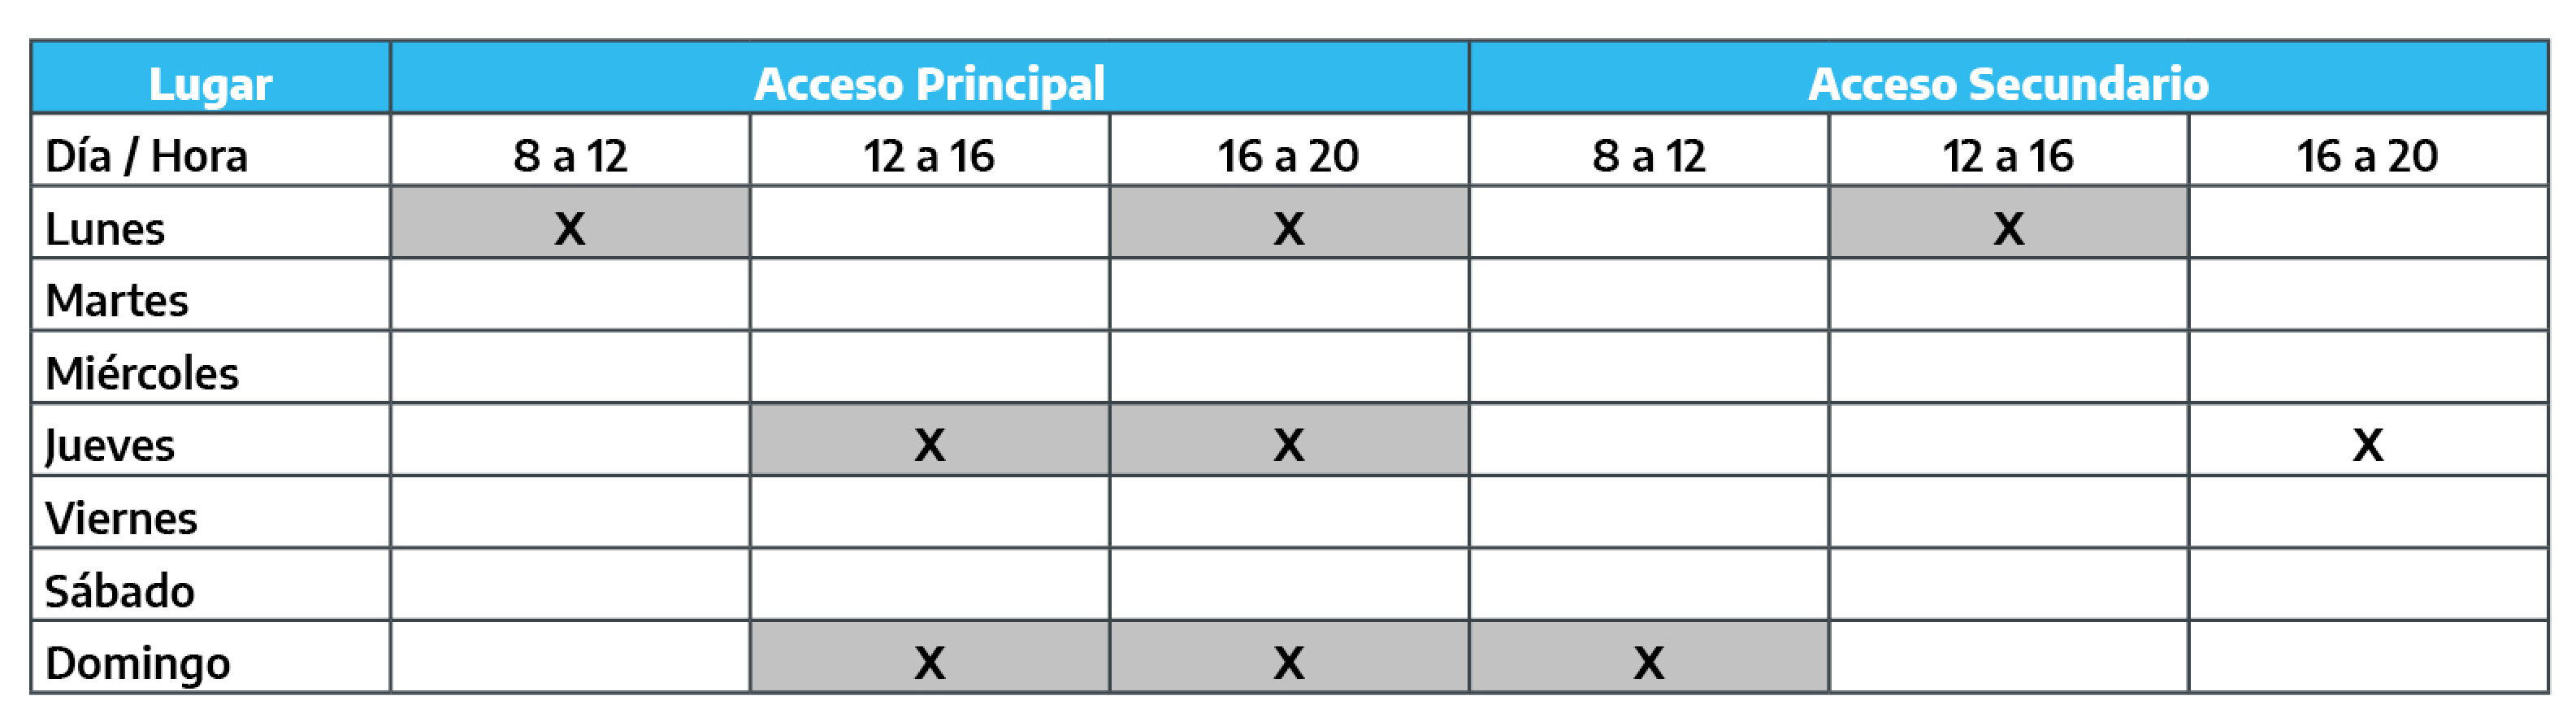 Lugar Acceso Principal Acceso Secundario
Día / Hora 8 a 12 12 a 16 16 a 20 8 a 12 12 a 16 16 a 20
Lunes X X X
Martes
Miércoles
Jueves X X X
Viernes
Sábado
Domingo X X X